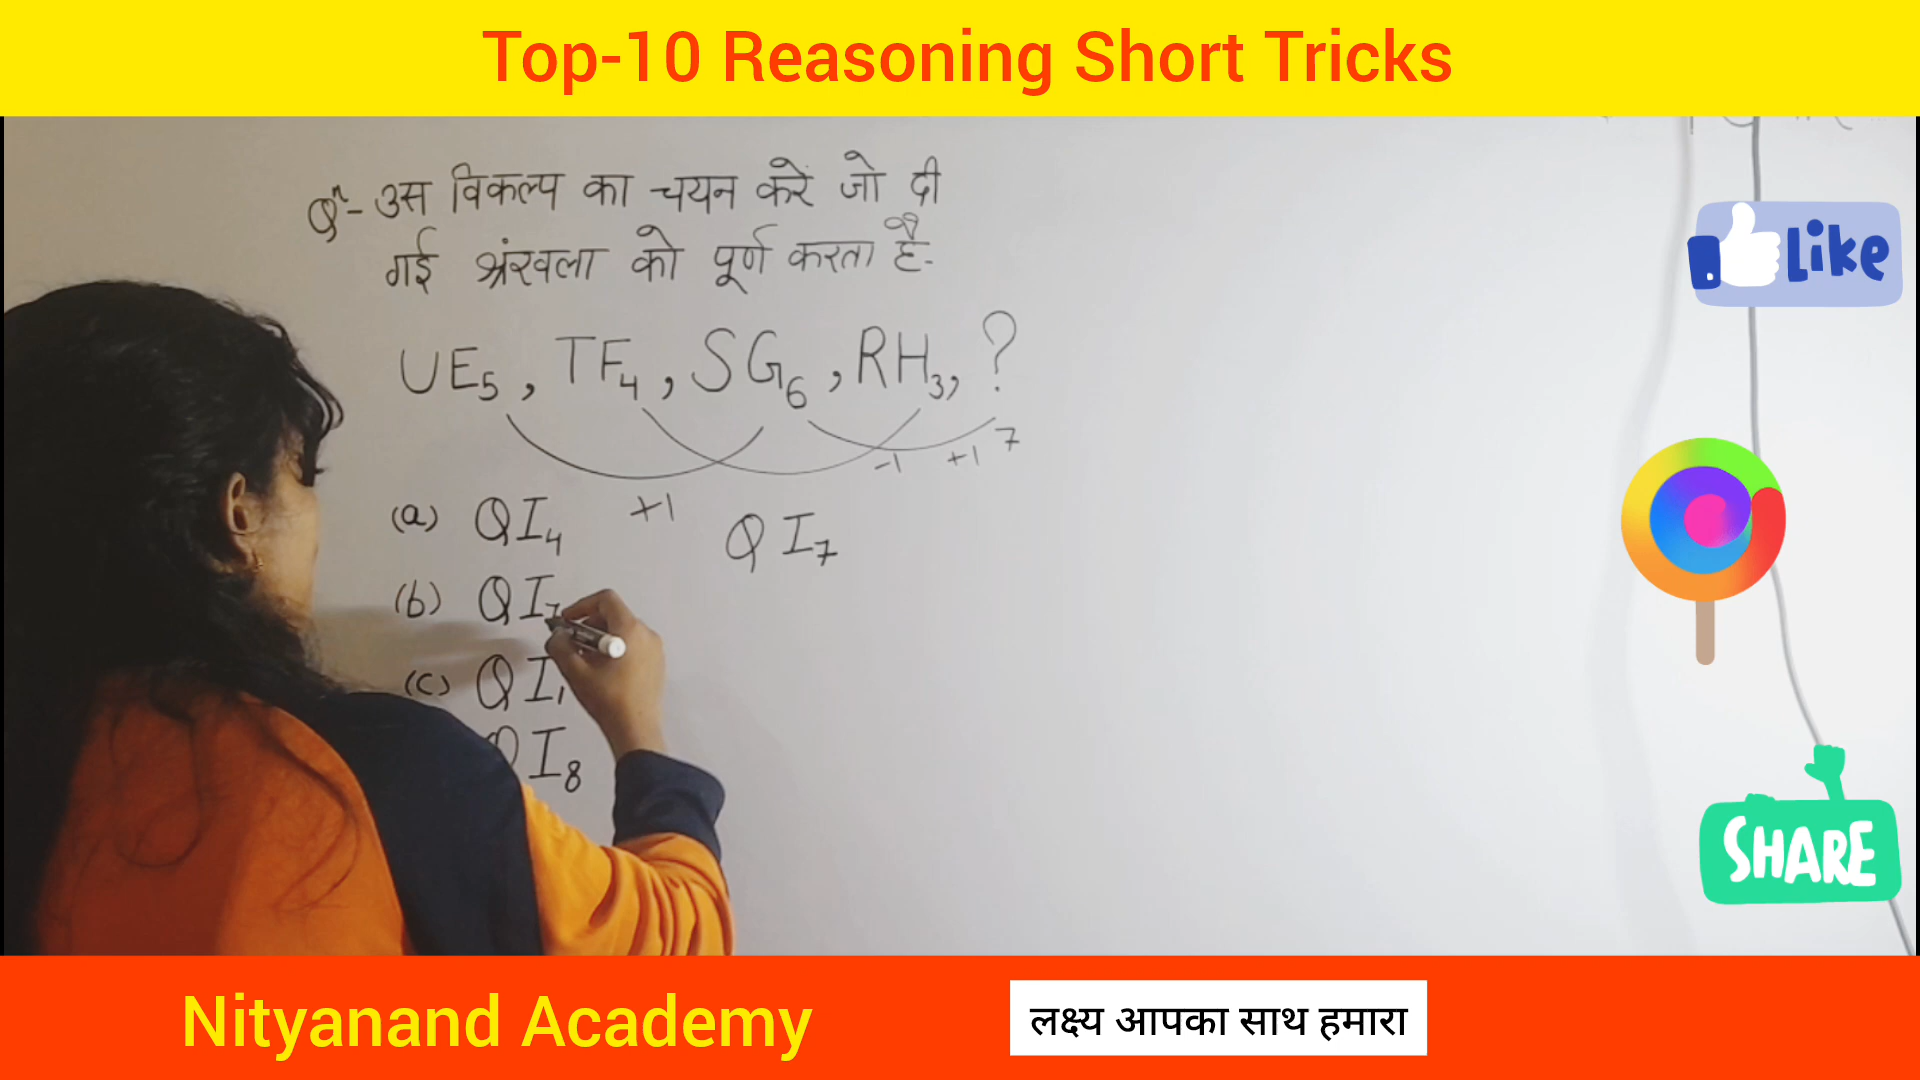 Top-10 Reasoning Short Tricks
Qⁿ- उस विकल्प का चयन करें जो दी
गई श्रंखला को पूर्ण करता है-
UE₅, TF₄, SG₆, RH₃, ?
+1 -1 +1 7
(a) QI₄
QI₇
(b) QI₇
(c) QI₁
QI₈
Like
SHARE
Nityanand Academy
लक्ष्य आपका साथ हमारा